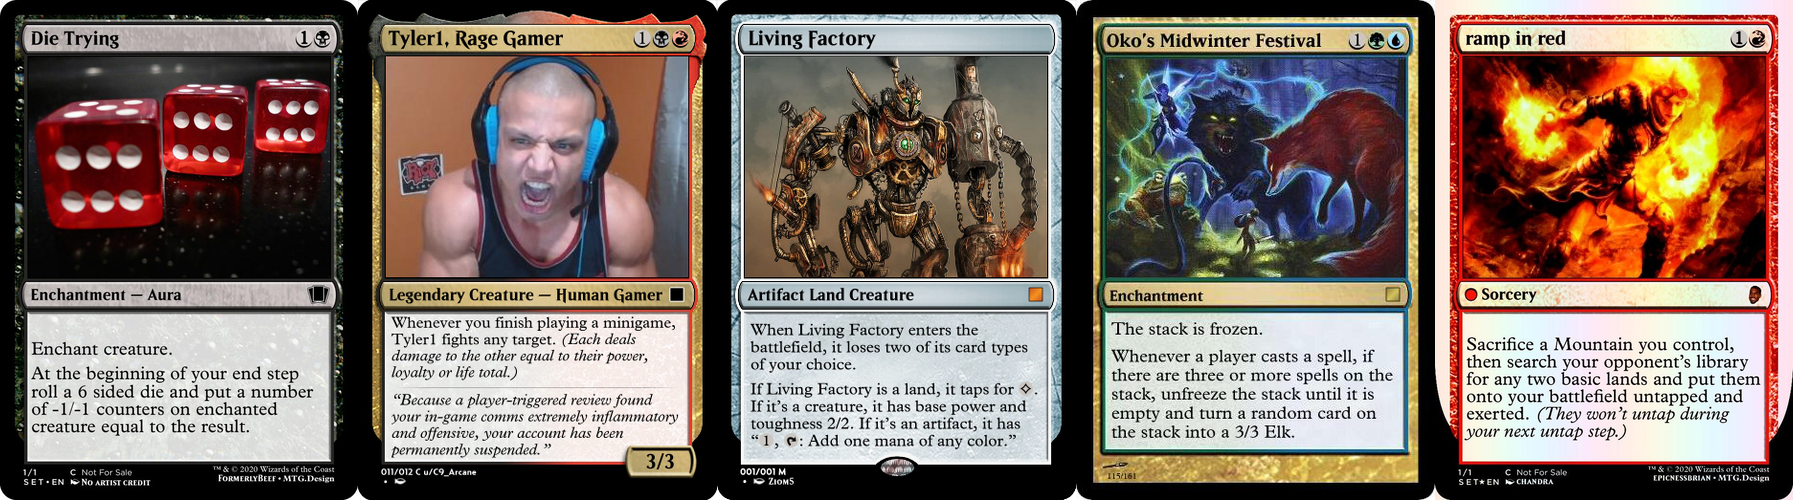 Die Trying 1
Enchantment — Aura
Enchant creature.
At the beginning of your end step
roll a 6 sided die and put a number
of -1/-1 counters on enchanted
creature equal to the result.
1/1 C Not For Sale
SET • EN No artist credit
™ & © 2020 Wizards of the Coast
FormerlyBeef • MTG.Design
Tyler1, Rage Gamer 1
Legendary Creature — Human Gamer
Whenever you finish playing a minigame,
Tyler1 fights any target. (Each deals
damage to the other equal to their power,
loyalty or life total.)
“Because a player-triggered review found
your in-game comms extremely inflammatory
and offensive, your account has been
permanently suspended.”
3/3
011/012 C u/C9_Arcane
Living Factory
Artifact Land Creature
When Living Factory enters the
battlefield, it loses two of its card types
of your choice.
If Living Factory is a land, it taps for .
If it's a creature, it has base power and
toughness 2/2. If it's an artifact, it has
“1, : Add one mana of any color.”
001/001 M
• ZiomS
Oko's Midwinter Festival 1
Enchantment
The stack is frozen.
Whenever a player casts a spell, if
there are three or more spells on the
stack, unfreeze the stack until it is
empty and turn a random card on
the stack into a 3/3 Elk.
115/161
ramp in red 1
Sorcery
Sacrifice a Mountain you control,
then search your opponent's library
for any two basic lands and put them
onto your battlefield untapped and
exerted. (They won't untap during
your next untap step.)
1/1 C Not For Sale
SET★EN chandra
™ & © 2020 Wizards of the Coast
epicnessbrian • MTG.Design